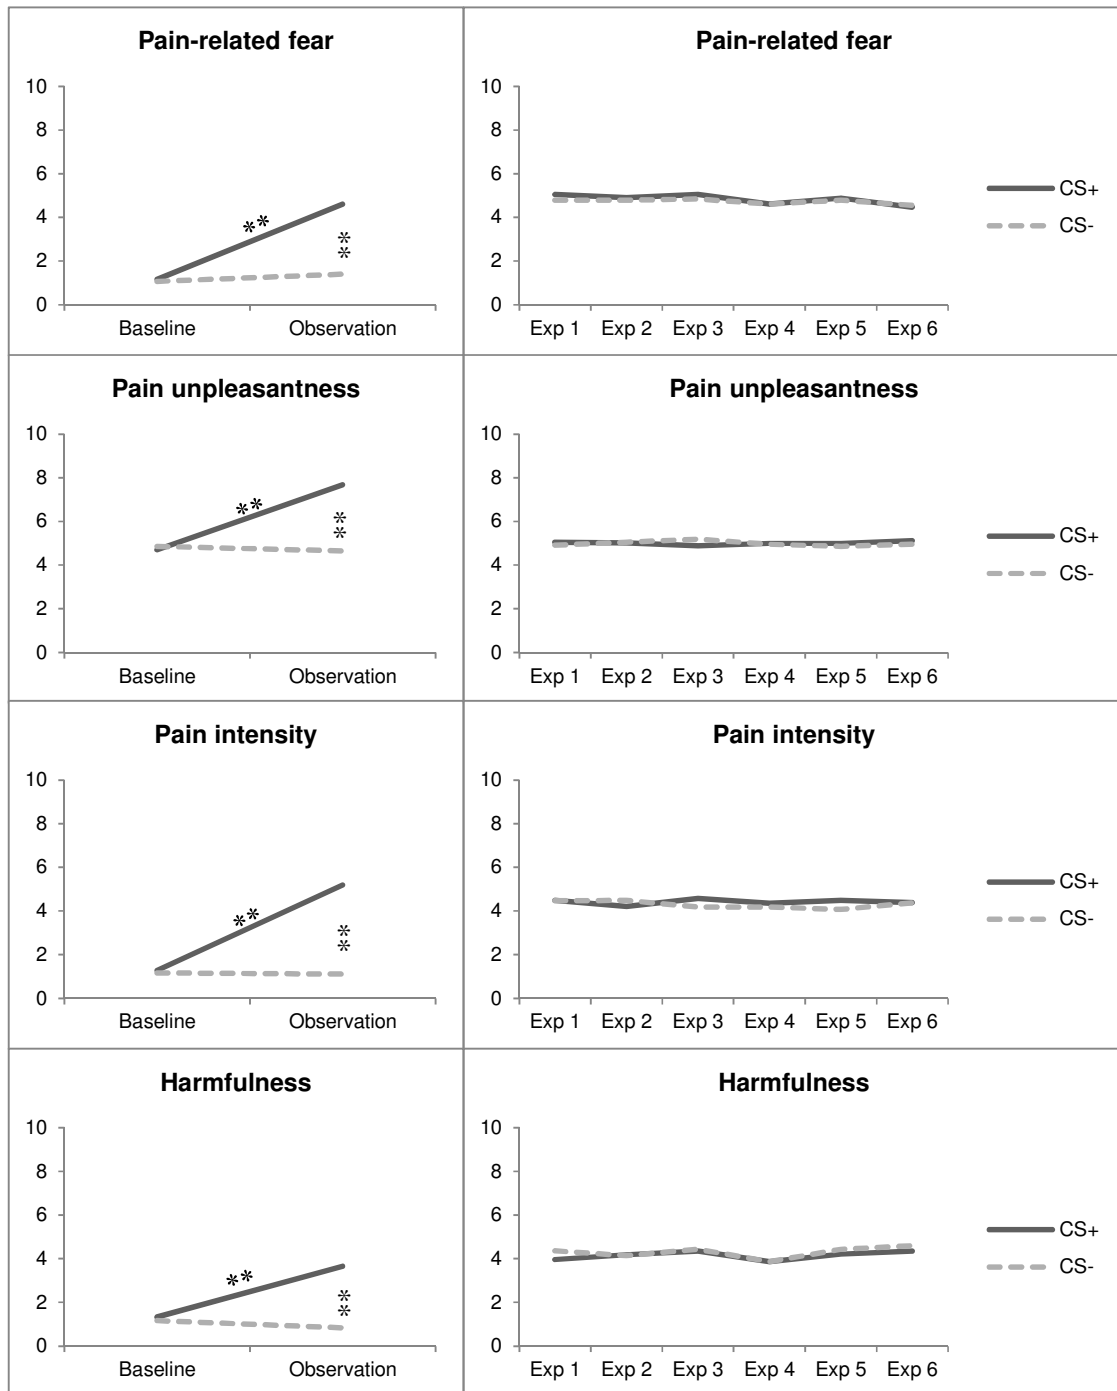 Pain-related fear
10
8
6
4
2
0
**
**
Baseline Observation
Pain-related fear
10
8
6
4
2
0
Exp 1 Exp 2 Exp 3 Exp 4 Exp 5 Exp 6
CS+
CS-
Pain unpleasantness
10
8
6
4
2
0
**
**
Baseline Observation
Pain unpleasantness
10
8
6
4
2
0
Exp 1 Exp 2 Exp 3 Exp 4 Exp 5 Exp 6
CS+
CS-
Pain intensity
10
8
6
4
2
0
**
**
Baseline Observation
Pain intensity
10
8
6
4
2
0
Exp 1 Exp 2 Exp 3 Exp 4 Exp 5 Exp 6
CS+
CS-
Harmfulness
10
8
6
4
2
0
**
**
Baseline Observation
Harmfulness
10
8
6
4
2
0
Exp 1 Exp 2 Exp 3 Exp 4 Exp 5 Exp 6
CS+
CS-